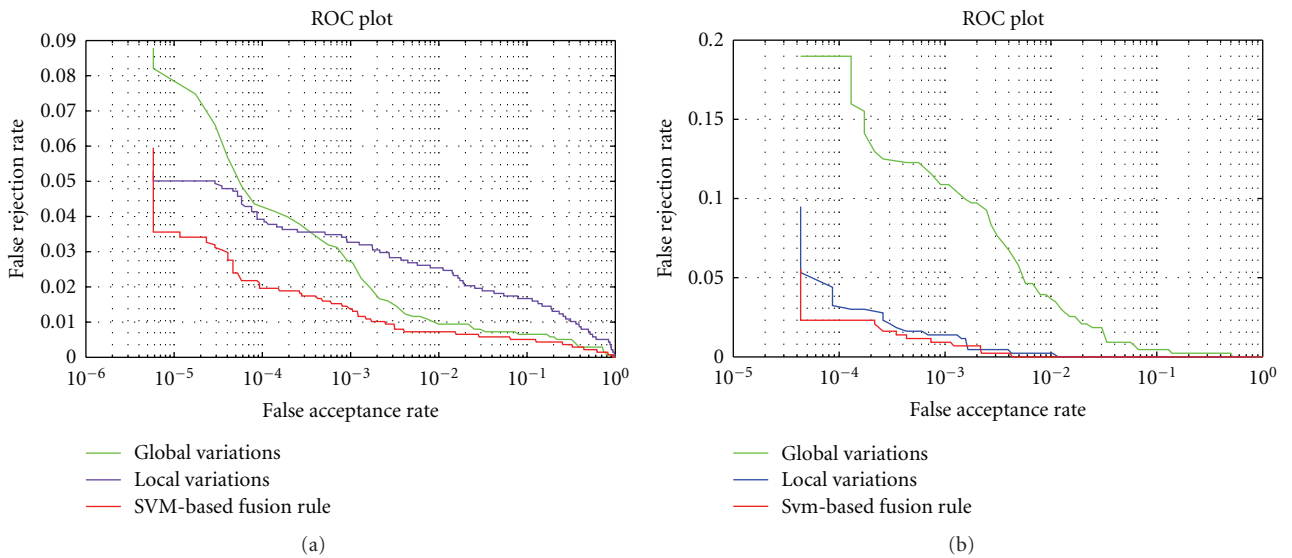 ROC plot
0.09
0.08
0.07
0.06
0.05
0.04
0.03
0.02
0.01
0
10−6
10−5
10−4
10−3
10−2
10−1
100
False rejection rate
False acceptance rate
Global variations
Local variations
SVM-based fusion rule
(a)
ROC plot
0.2
0.15
0.1
0.05
0
10−5
10−4
10−3
10−2
10−1
100
False rejection rate
False acceptance rate
Global variations
Local variations
Svm-based fusion rule
(b)